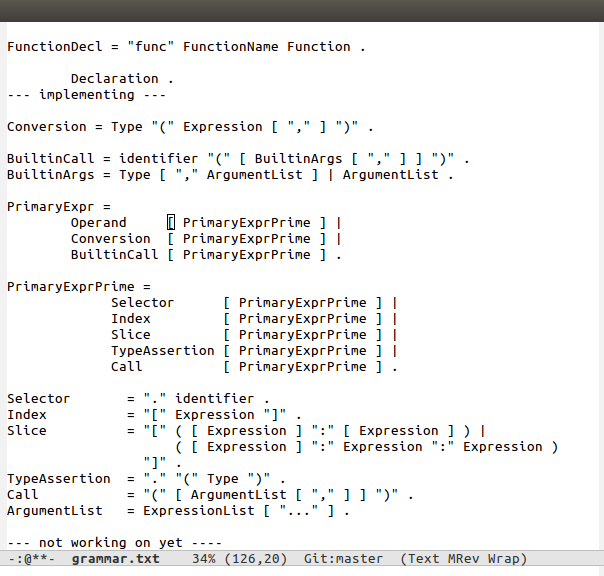 FunctionDecl = "func" FunctionName Function .
Declaration .
--- implementing ---
Conversion = Type "(" Expression [ "," ] ")" .
BuiltinCall = identifier "(" [ BuiltinArgs [ "," ] ] ")" .
BuiltinArgs = Type [ "," ArgumentList ] | ArgumentList .
PrimaryExpr =
Operand     [ PrimaryExprPrime ] |
Conversion  [ PrimaryExprPrime ] |
BuiltinCall [ PrimaryExprPrime ] .
PrimaryExprPrime =
Selector      [ PrimaryExprPrime ] |
Index         [ PrimaryExprPrime ] |
Slice         [ PrimaryExprPrime ] |
TypeAssertion [ PrimaryExprPrime ] |
Call          [ PrimaryExprPrime ] .
Selector       = "." identifier .
Index          = "[" Expression "]" .
Slice          = "[" ( [ Expression ] ":" [ Expression ] ) |
( [ Expression ] ":" Expression ":" Expression )
"]" .
TypeAssertion  = "." "(" Type ")" .
Call           = "(" [ ArgumentList [ "," ] ] ")" .
ArgumentList   = ExpressionList [ "..." ] .
--- not working on yet ----
-:@**-  grammar.txt    34% (126,20)  Git:master  (Text MRev Wrap)